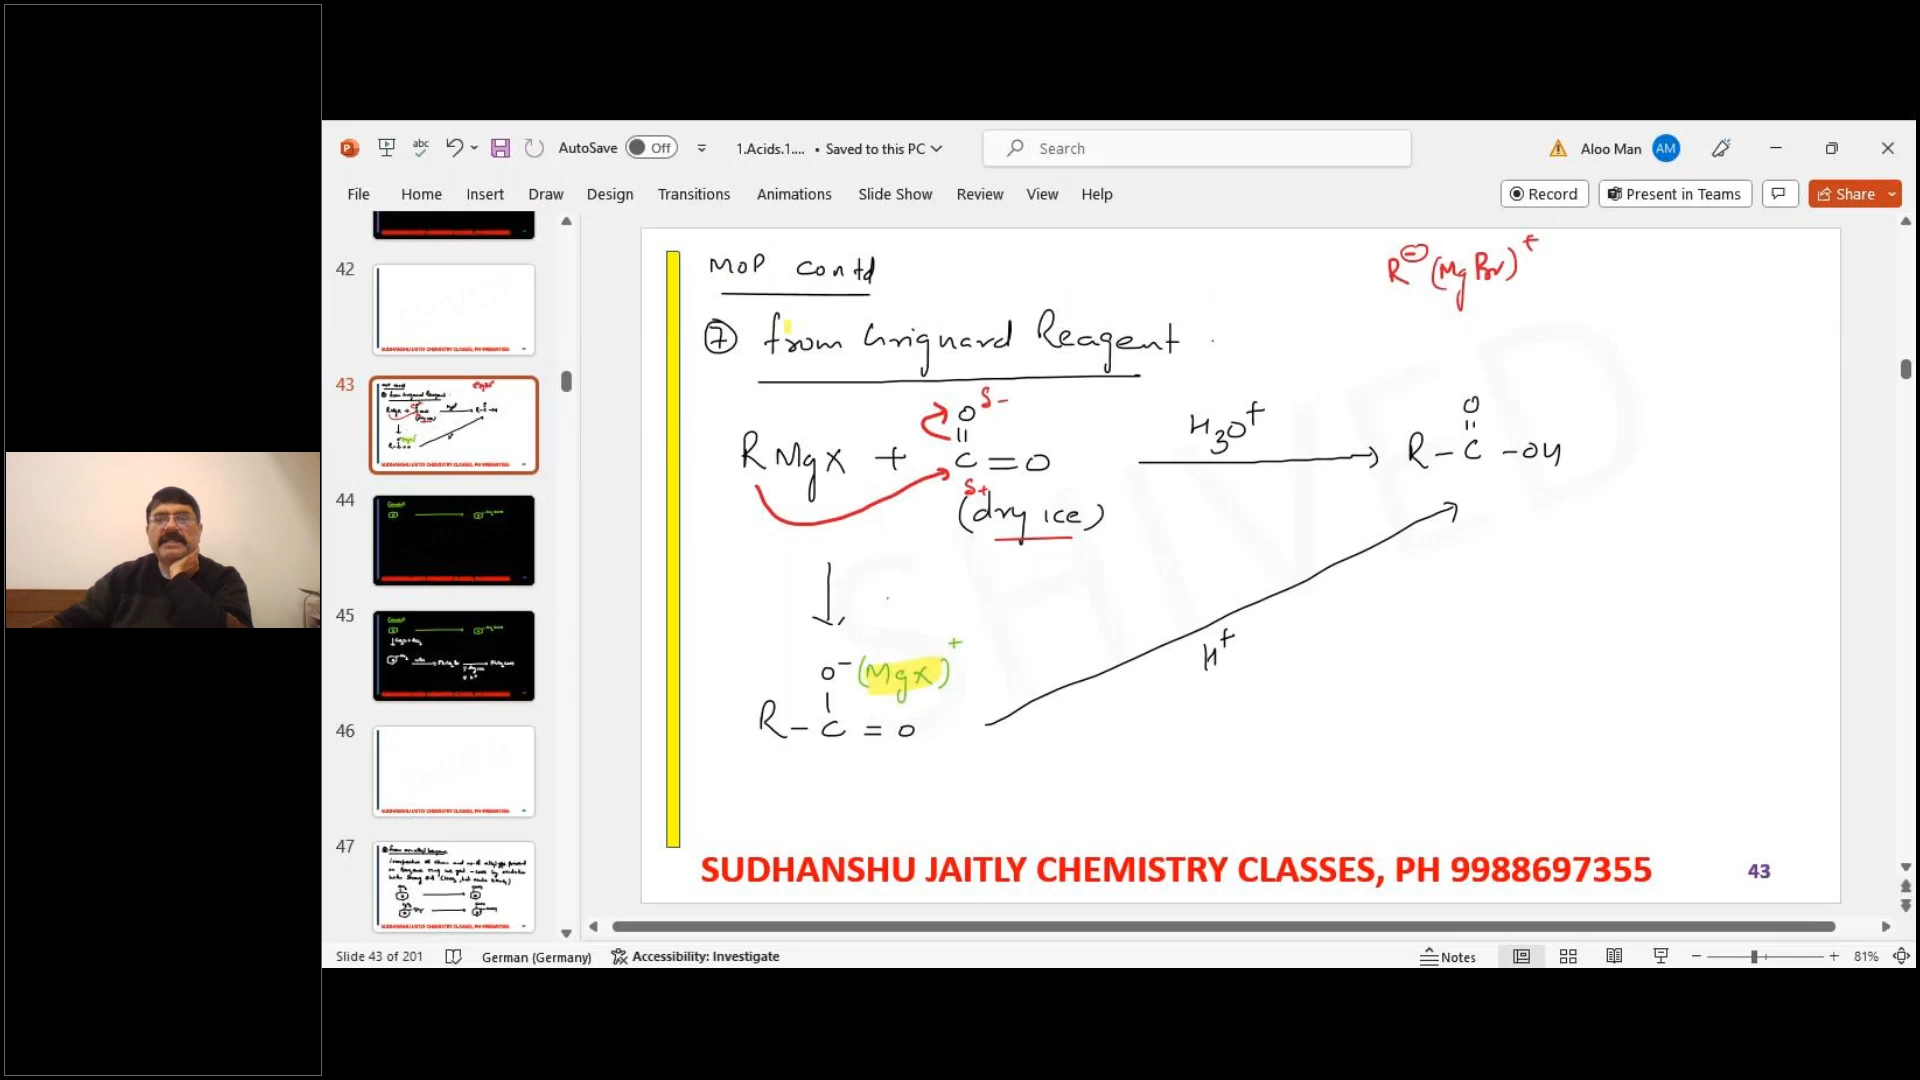 AutoSave Off 1.Acids.1.... • Saved to this PC Search Aloo Man AM
File Home Insert Draw Design Transitions Animations Slide Show Review View Help Record Present in Teams Share
42
43
44
45
46
47
MOP contd
R⊖(MgBr)+
⑦ from Grignard Reagent
O δ-
||
RMgX + C=O
δ+
(dry ice)
H3O+
O
||
R-C-OH
O-(MgX)+
|
R-C=O
H+
SUDHANSHU JAITLY CHEMISTRY CLASSES, PH 9988697355 43
SHIVED
Slide 43 of 201 German (Germany) Accessibility: Investigate Notes 81%